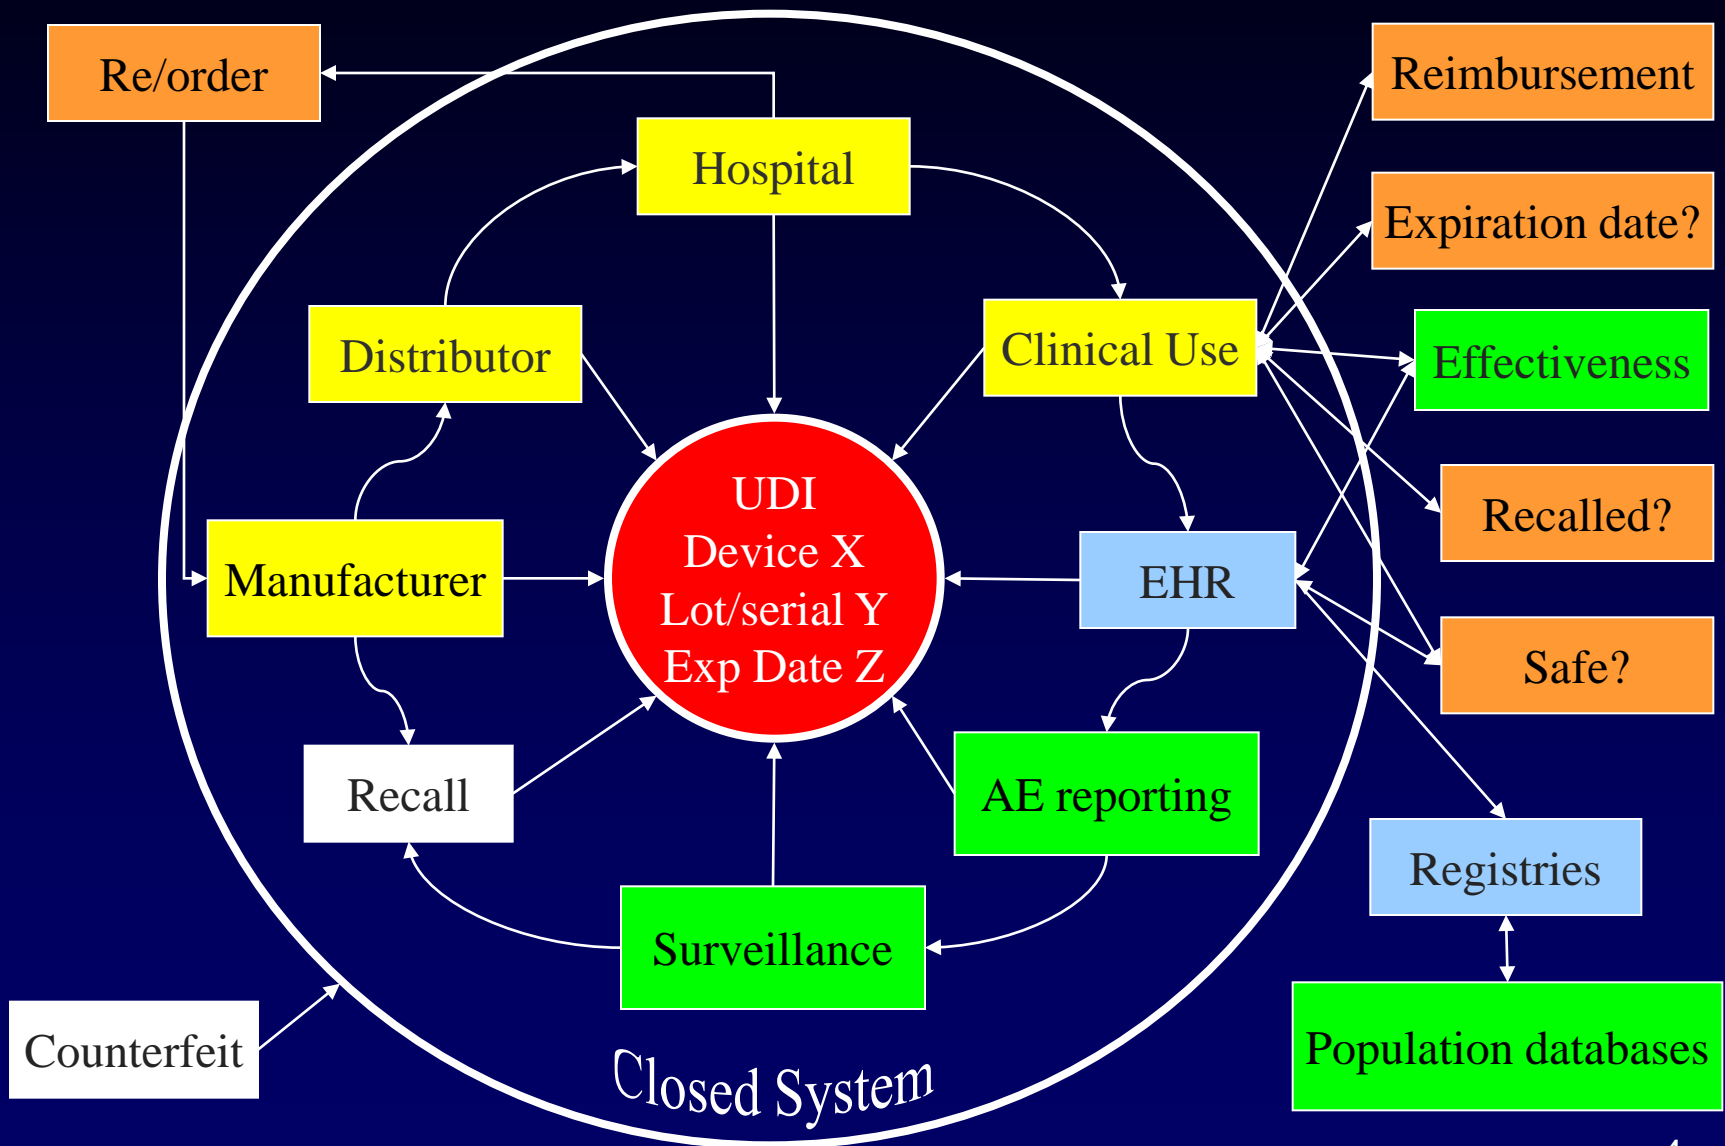 Re/order
Reimbursement
Hospital
Expiration date?
Distributor
Clinical Use
Effectiveness
UDI
Device X
Lot/serial Y
Exp Date Z
Recalled?
Manufacturer
EHR
Safe?
Recall
AE reporting
Registries
Surveillance
Counterfeit
Population databases
Closed System